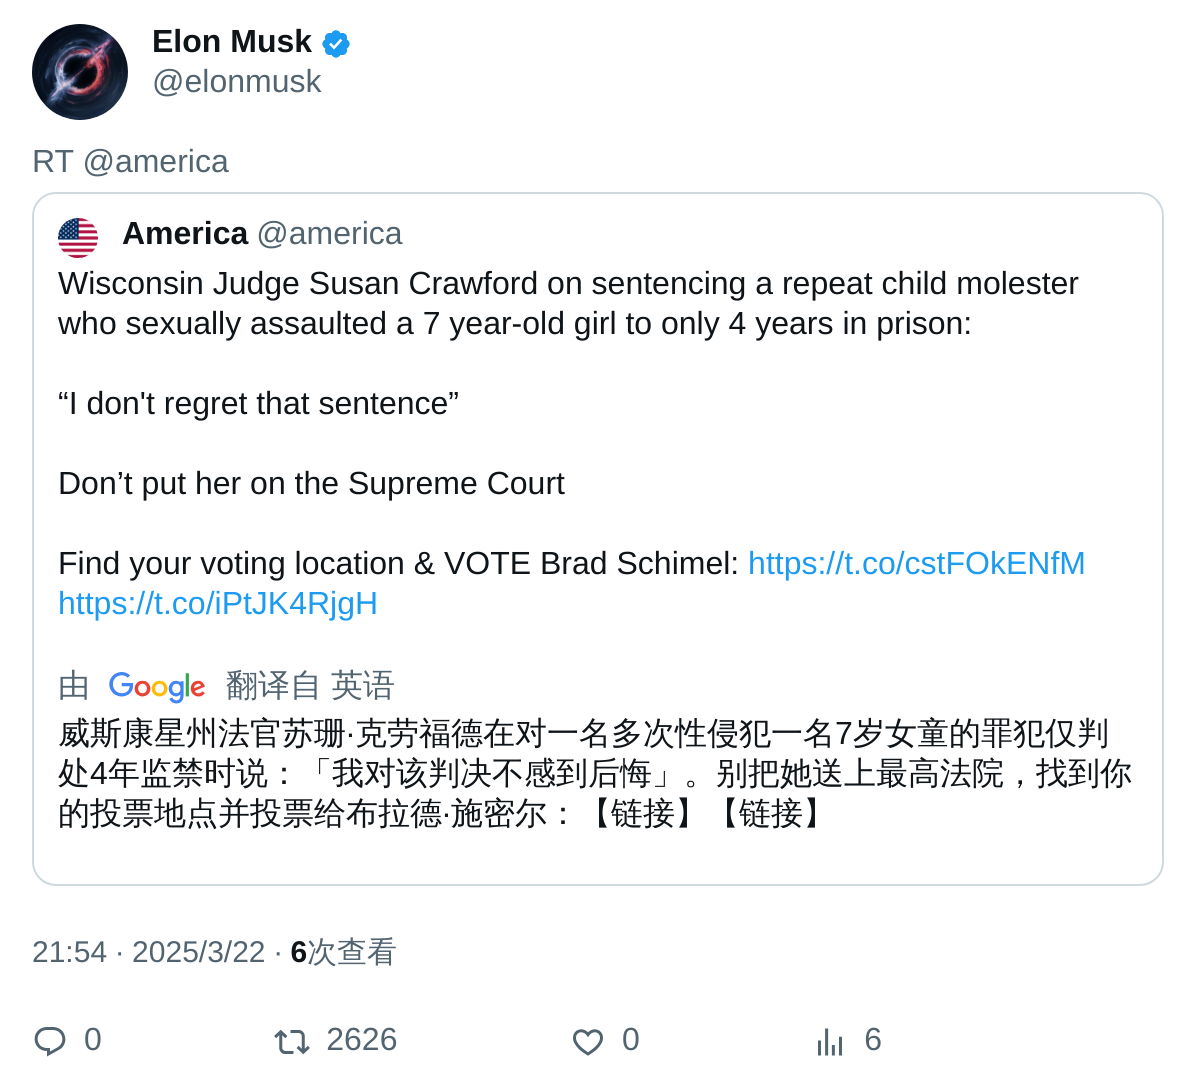 Elon Musk
@elonmusk
RT @america
America @america
Wisconsin Judge Susan Crawford on sentencing a repeat child molester
who sexually assaulted a 7 year-old girl to only 4 years in prison:
“I don't regret that sentence”
Don’t put her on the Supreme Court
Find your voting location & VOTE Brad Schimel: https://t.co/cstFOkENfM
https://t.co/iPtJK4RjgH
由 Google 翻译自 英语
威斯康星州法官苏珊·克劳福德在对一名多次性侵犯一名7岁女童的罪犯仅判
处4年监禁时说：「我对该判决不感到后悔」。别把她送上最高法院，找到你
的投票地点并投票给布拉德·施密尔：【链接】【链接】
21:54 · 2025/3/22 · 6次查看
0 2626 0 6